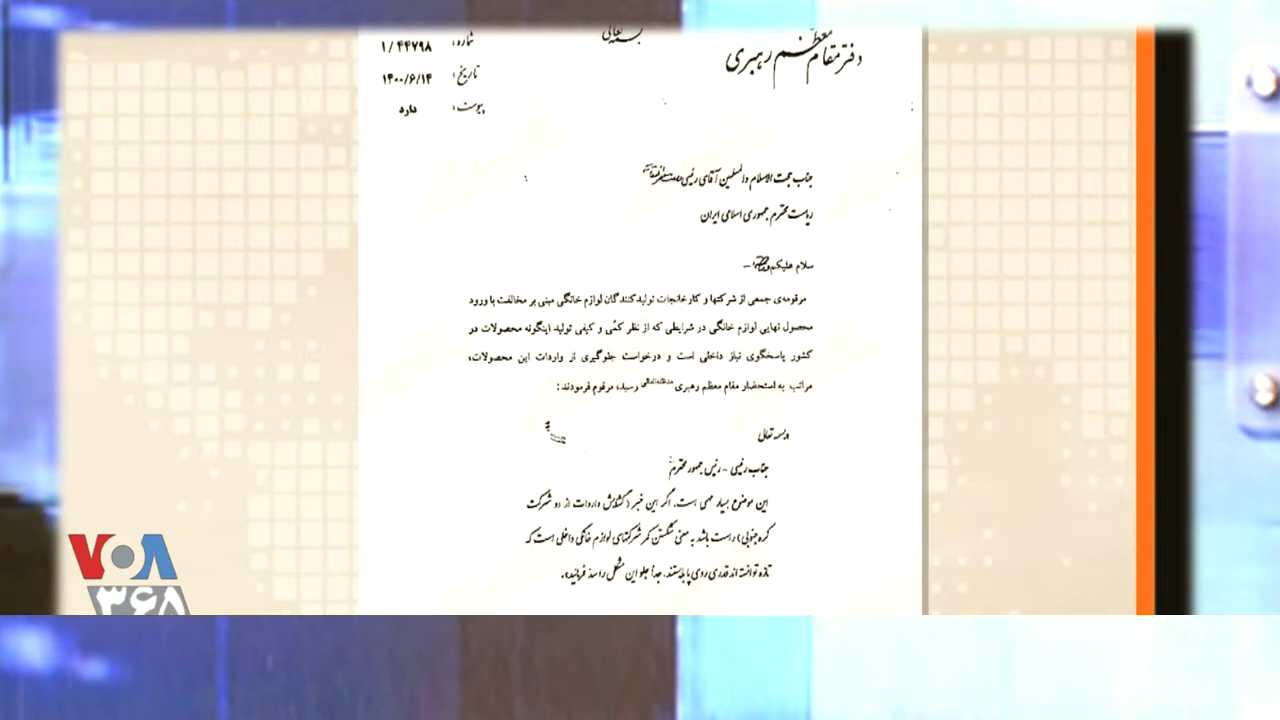 بسمه تعالی
دفتر مقام معظم رهبری
شماره: ۱/۴۴۷۹۸
تاریخ: ۱۴۰۰/۶/۱۴
پیوست: دارد
جناب حجت الاسلام والمسلمین آقای رئیسی
ریاست محترم جمهوری اسلامی ایران
سلام علیکم
مرقومه‌ی جمعی از شرکتها و کارخانجات تولیدکنندگان لوازم خانگی مبنی بر مخالفت با ورود
محصول نهایی لوازم خانگی در شرایطی که از نظر کمّی و کیفی تولید اینگونه محصولات در
کشور پاسخگوی نیاز داخلی است و درخواست جلوگیری از واردات این محصولات،
مراتب به استحضار مقام معظم رهبری مدظله‌العالی رسید، مرقوم فرمودند:
«بسمه تعالی
جناب رئیسی - رئیس جمهور محترم
این موضوع بسیار مهمی است. اگر این خبر (گشایش واردات از دو شرکت
کره جنوبی) راست باشد به معنی شکستن کمر شرکتهای لوازم خانگی داخلی است که
تازه توانسته‌اند قدری روی پا بایستند. جداً جلو این مشکل را سد فرمائید».
VOA
۳۶۵